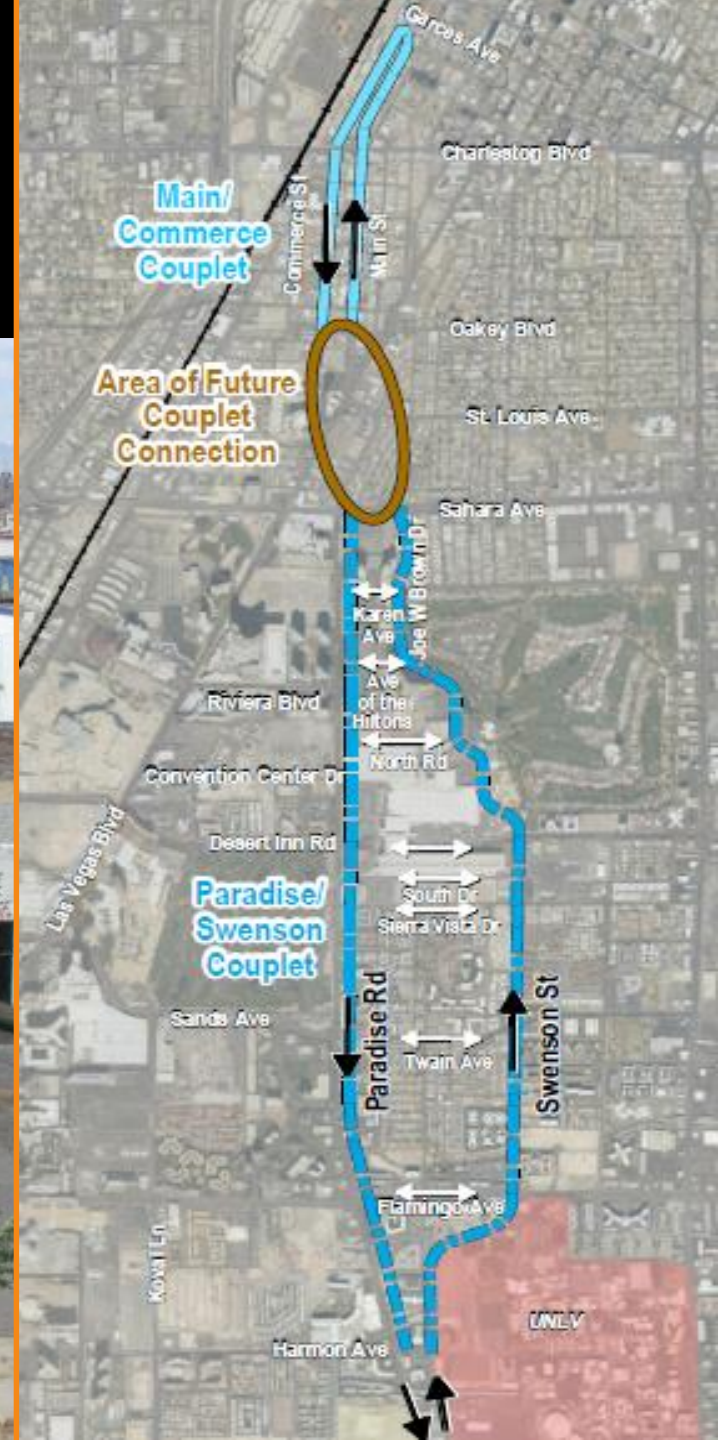 Garces Ave
Charleston Blvd
Main/
Commerce
Couplet
Commerce St
Main St
Oakey Blvd
Area of Future
Couplet
Connection
St. Louis Ave
Sahara Ave
Joe W Brown Dr
Karen
Ave
Ave
of the
Hiltons
Riviera Blvd
North Rd
Convention Center Dr
Las Vegas Blvd
Desert Inn Rd
South Dr
Sierra Vista Dr
Paradise/
Swenson
Couplet
Paradise Rd
Swenson St
Sands Ave
Twain Ave
Flamingo Ave
Koval Ln
UNLV
Harmon Ave